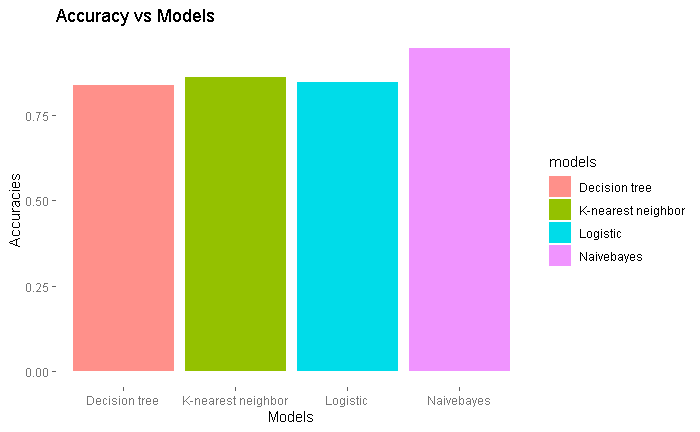 Accuracy vs Models
Accuracies
0.75
0.50
0.25
0.00
Decision tree
K-nearest neighbor
Logistic
Naivebayes
Models
models
Decision tree
K-nearest neighbor
Logistic
Naivebayes